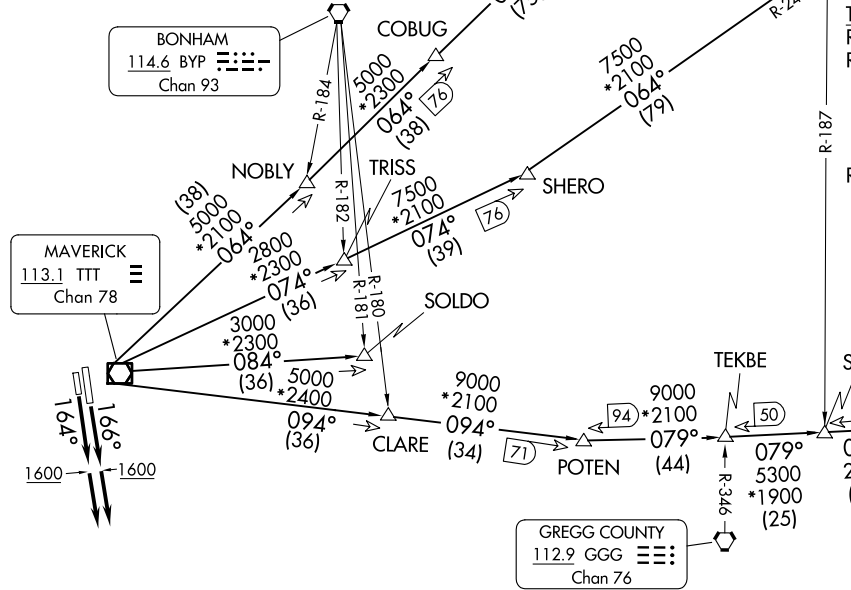 BONHAM
114.6 BYP
Chan 93
COBUG
5000
*2300
064°
(38)
76
7500
*2100
064°
(79)
R-184
R-187
NOBLY
TRISS
R-182
(38)
5000
*2100
064°
7500
*2100
074°
(39)
76
SHERO
MAVERICK
113.1 TTT
Chan 78
2800
*2300
074°
(36)
R-181
R-180
SOLDO
3000
*2300
084°
(36)
5000
*2400
094°
(36)
CLARE
9000
*2100
094°
(34)
71
POTEN
TEKBE
94
9000
*2100
079°
(44)
50
079°
5300
*1900
(25)
R-346
164°
166°
1600
1600
GREGG COUNTY
112.9 GGG
Chan 76